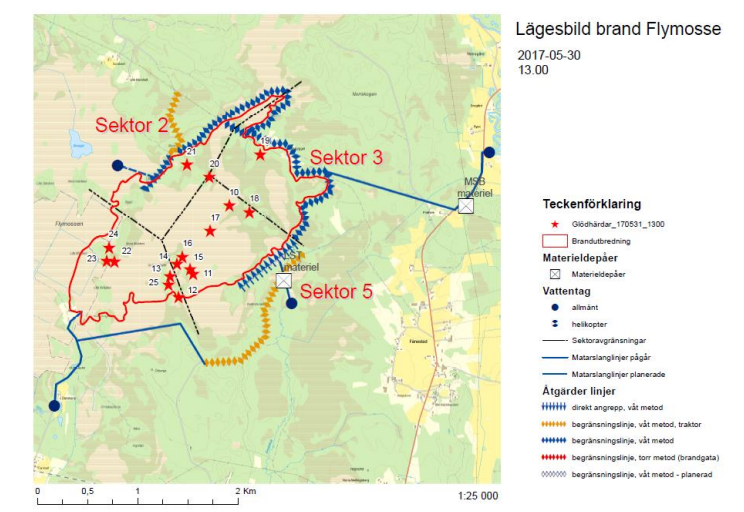 Lägesbild brand Flymosse
2017-05-30
13.00
Sektor 2
21
19
Sektor 3
20
10
18
MSB
materiel
17
Flymossen
24
23
22
16
14
15
13
11
25
12
materiel
Sektor 5
Teckenförklaring
Glödhärdar_170531_1300
Brandutbredning
Materieldepåer
Materieldepåer
Vattentag
allmänt
helikopter
Sektoravgränsningar
Matarslanglinjer pågår
Matarslanglinjer planerade
Åtgärder linjer
direkt angrepp, våt metod
begränsningslinje, våt metod, traktor
begränsningslinje, våt metod
begränsningslinje, torr metod (brandgata)
begränsningslinje, våt metod - planerad
0 0,5 1 2 Km
1:25 000